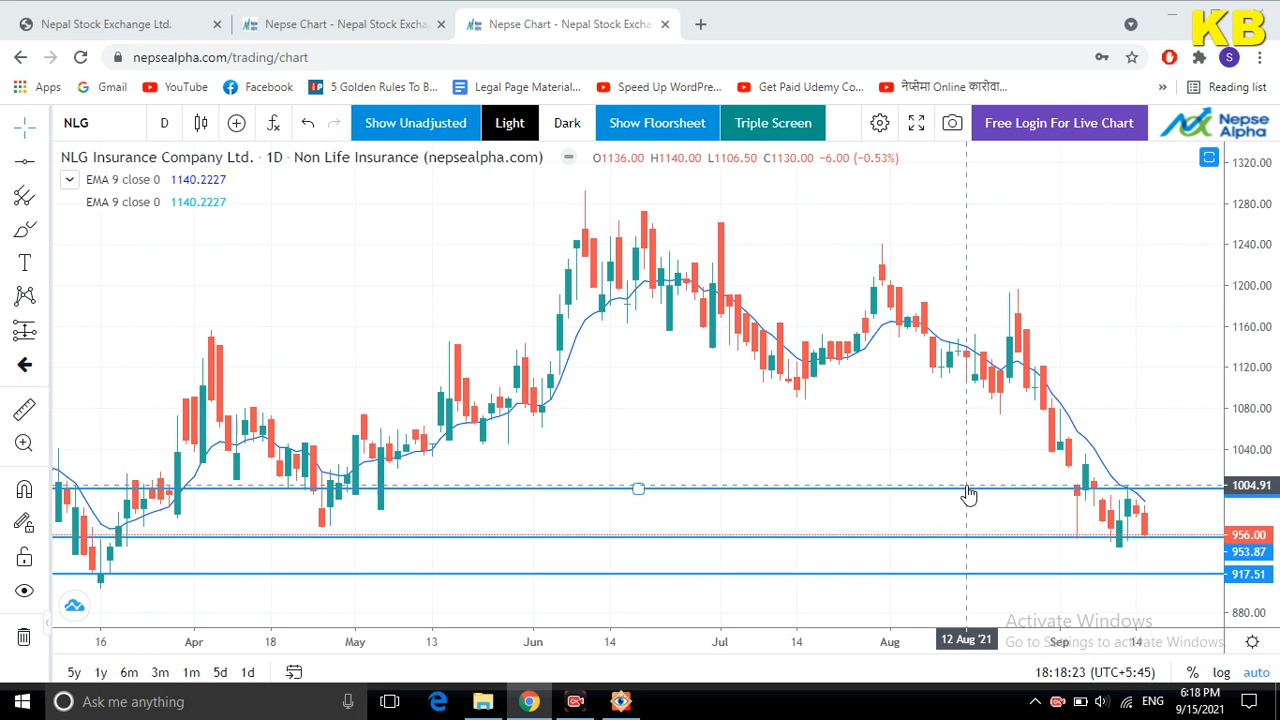 Nepal Stock Exchange Ltd.
Nepse Chart - Nepal Stock Excha
Nepse Chart - Nepal Stock Excha
KB
nepsealpha.com/trading/chart
S
Apps
Gmail
YouTube
Facebook
5 Golden Rules To B...
Legal Page Material...
Speed Up WordPre...
Get Paid Udemy Co...
नेप्सेमा Online कारोवा...
»
Reading list
NLG
D
Show Unadjusted
Light
Dark
Show Floorsheet
Triple Screen
Free Login For Live Chart
Nepse
Alpha
NLG Insurance Company Ltd. · 1D · Non Life Insurance (nepsealpha.com)
O1136.00 H1140.00 L1106.50 C1130.00 −6.00 (−0.53%)
EMA 9 close 0 1140.2227
EMA 9 close 0 1140.2227
1320.00
1280.00
1240.00
1200.00
1160.00
1120.00
1080.00
1040.00
1004.91
956.00
953.87
917.51
880.00
Activate Windows
Go to Settings to activate Windows.
16
Apr
18
May
13
Jun
14
Jul
14
Aug
12 Aug '21
Sep
14
5y
1y
6m
3m
1m
5d
1d
18:18:23 (UTC+5:45)
%
log
auto
Ask me anything
ENG
6:18 PM
9/15/2021